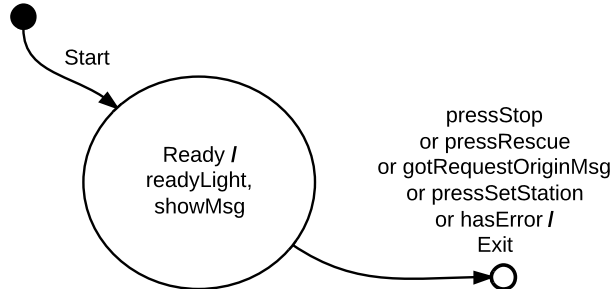 Start
Ready /
readyLight,
showMsg
pressStop
or pressRescue
or gotRequestOriginMsg
or pressSetStation
or hasError /
Exit